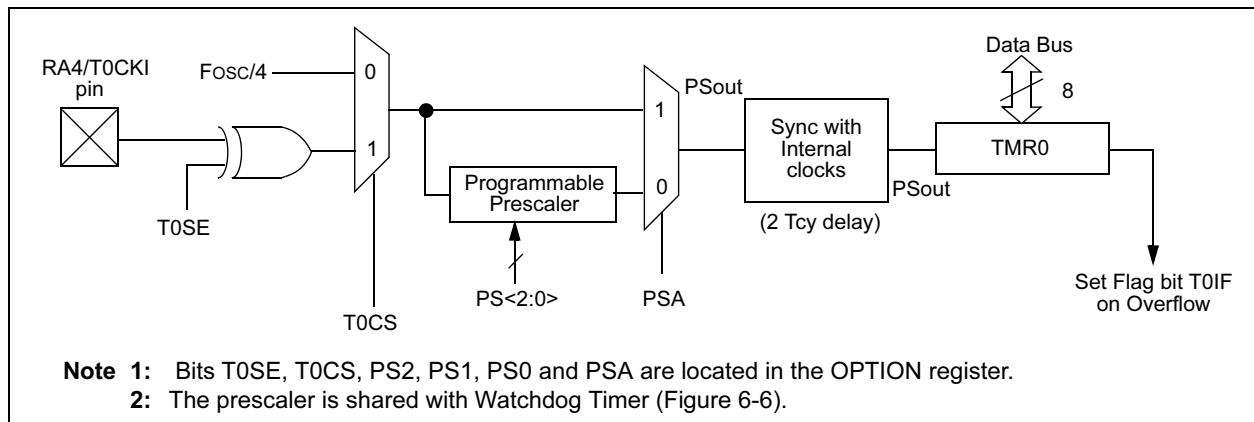 RA4/T0CKI
pin
FOSC/4
0
1
T0SE
T0CS
Programmable
Prescaler
PS<2:0>
1
0
PSA
PSout
Sync with
Internal
clocks
(2 Tcy delay)
PSout
Data Bus
8
TMR0
Set Flag bit T0IF
on Overflow
Note 1: Bits T0SE, T0CS, PS2, PS1, PS0 and PSA are located in the OPTION register.
2: The prescaler is shared with Watchdog Timer (Figure 6-6).